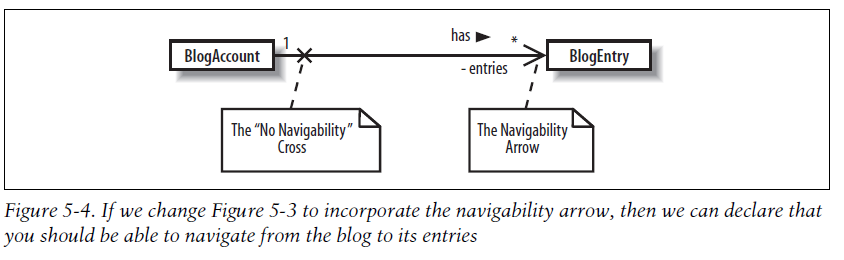 has ►
1
*
BlogAccount
BlogEntry
- entries
The “No Navigability”
Cross
The Navigability
Arrow
Figure 5-4. If we change Figure 5-3 to incorporate the navigability arrow, then we can declare that
you should be able to navigate from the blog to its entries